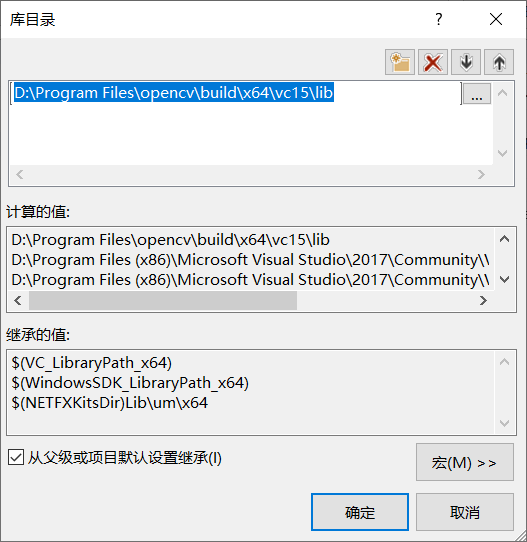 库目录
?
D:\Program Files\opencv\build\x64\vc15\lib
...
计算的值:
D:\Program Files\opencv\build\x64\vc15\lib
D:\Program Files (x86)\Microsoft Visual Studio\2017\Community\\
D:\Program Files (x86)\Microsoft Visual Studio\2017\Community\\
继承的值:
$(VC_LibraryPath_x64)
$(WindowsSDK_LibraryPath_x64)
$(NETFXKitsDir)Lib\um\x64
从父级或项目默认设置继承(I)
宏(M) >>
确定
取消